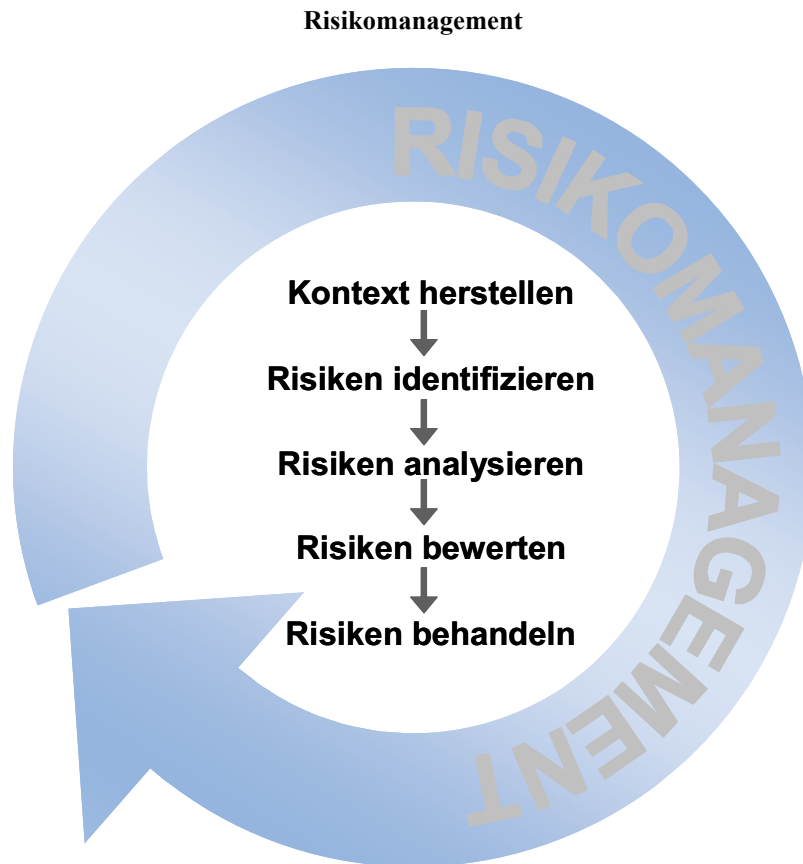 Risikomanagement
RISIKOMANAGEMENT
Kontext herstellen
Risiken identifizieren
Risiken analysieren
Risiken bewerten
Risiken behandeln